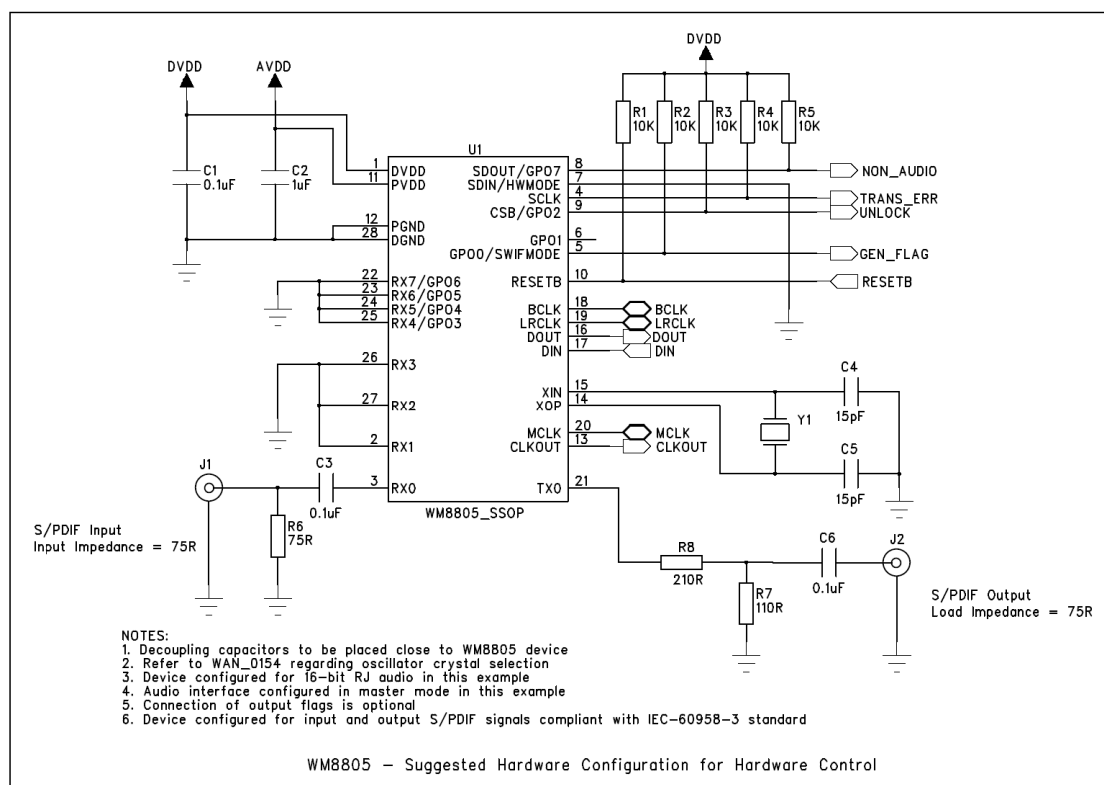 DVDD
DVDD AVDD
R1 10K
R2 10K
R3 10K
R4 10K
R5 10K
C1 0.1uF
C2 1uF
U1
1 DVDD
11 PVDD
12 PGND
28 DGND
22 RX7/GPO6
23 RX6/GPO5
24 RX5/GPO4
25 RX4/GPO3
26 RX3
27 RX2
2 RX1
3 RX0
SDOUT/GPO7 8 NON_AUDIO
SDIN/HWMODE 7
SCLK 4 TRANS_ERR
CSB/GPO2 9 UNLOCK
GPO1 6
GPO0/SWIFMODE 5 GEN_FLAG
RESETB 10 RESETB
BCLK 18 BCLK
LRCLK 19 LRCLK
DOUT 16 DOUT
DIN 17 DIN
XIN 15
XOP 14
MCLK 20 MCLK
CLKOUT 13 CLKOUT
TX0 21
WM8805_SSOP
C4
15pF
Y1
C5
15pF
J1
C3
0.1uF
R6
75R
S/PDIF Input
Input Impedance = 75R
R8
210R
R7
110R
C6
0.1uF
J2
S/PDIF Output
Load Impedance = 75R
NOTES:
1. Decoupling capacitors to be placed close to WM8805 device
2. Refer to WAN_0154 regarding oscillator crystal selection
3. Device configured for 16-bit RJ audio in this example
4. Audio interface configured in master mode in this example
5. Connection of output flags is optional
6. Device configured for input and output S/PDIF signals compliant with IEC-60958-3 standard
WM8805 - Suggested Hardware Configuration for Hardware Control